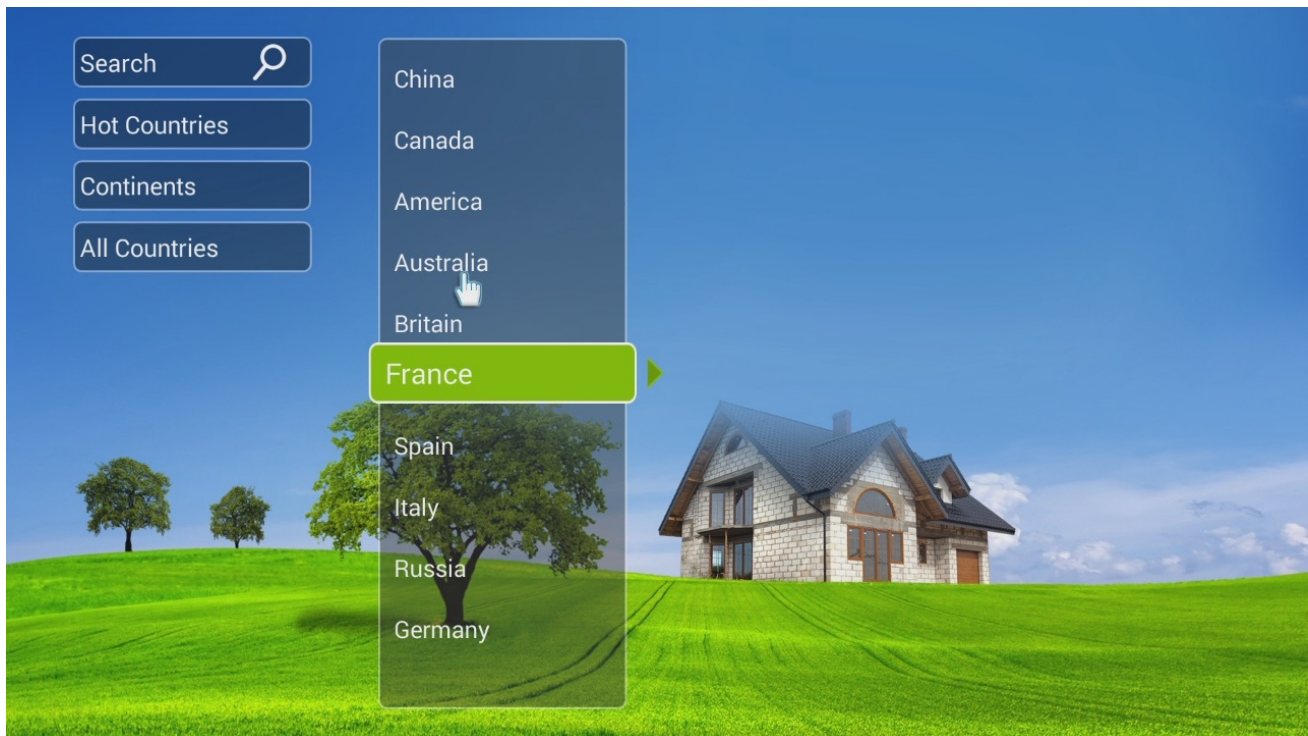 Search
Hot Countries
Continents
All Countries
China
Canada
America
Australia
Britain
France
Spain
Italy
Russia
Germany